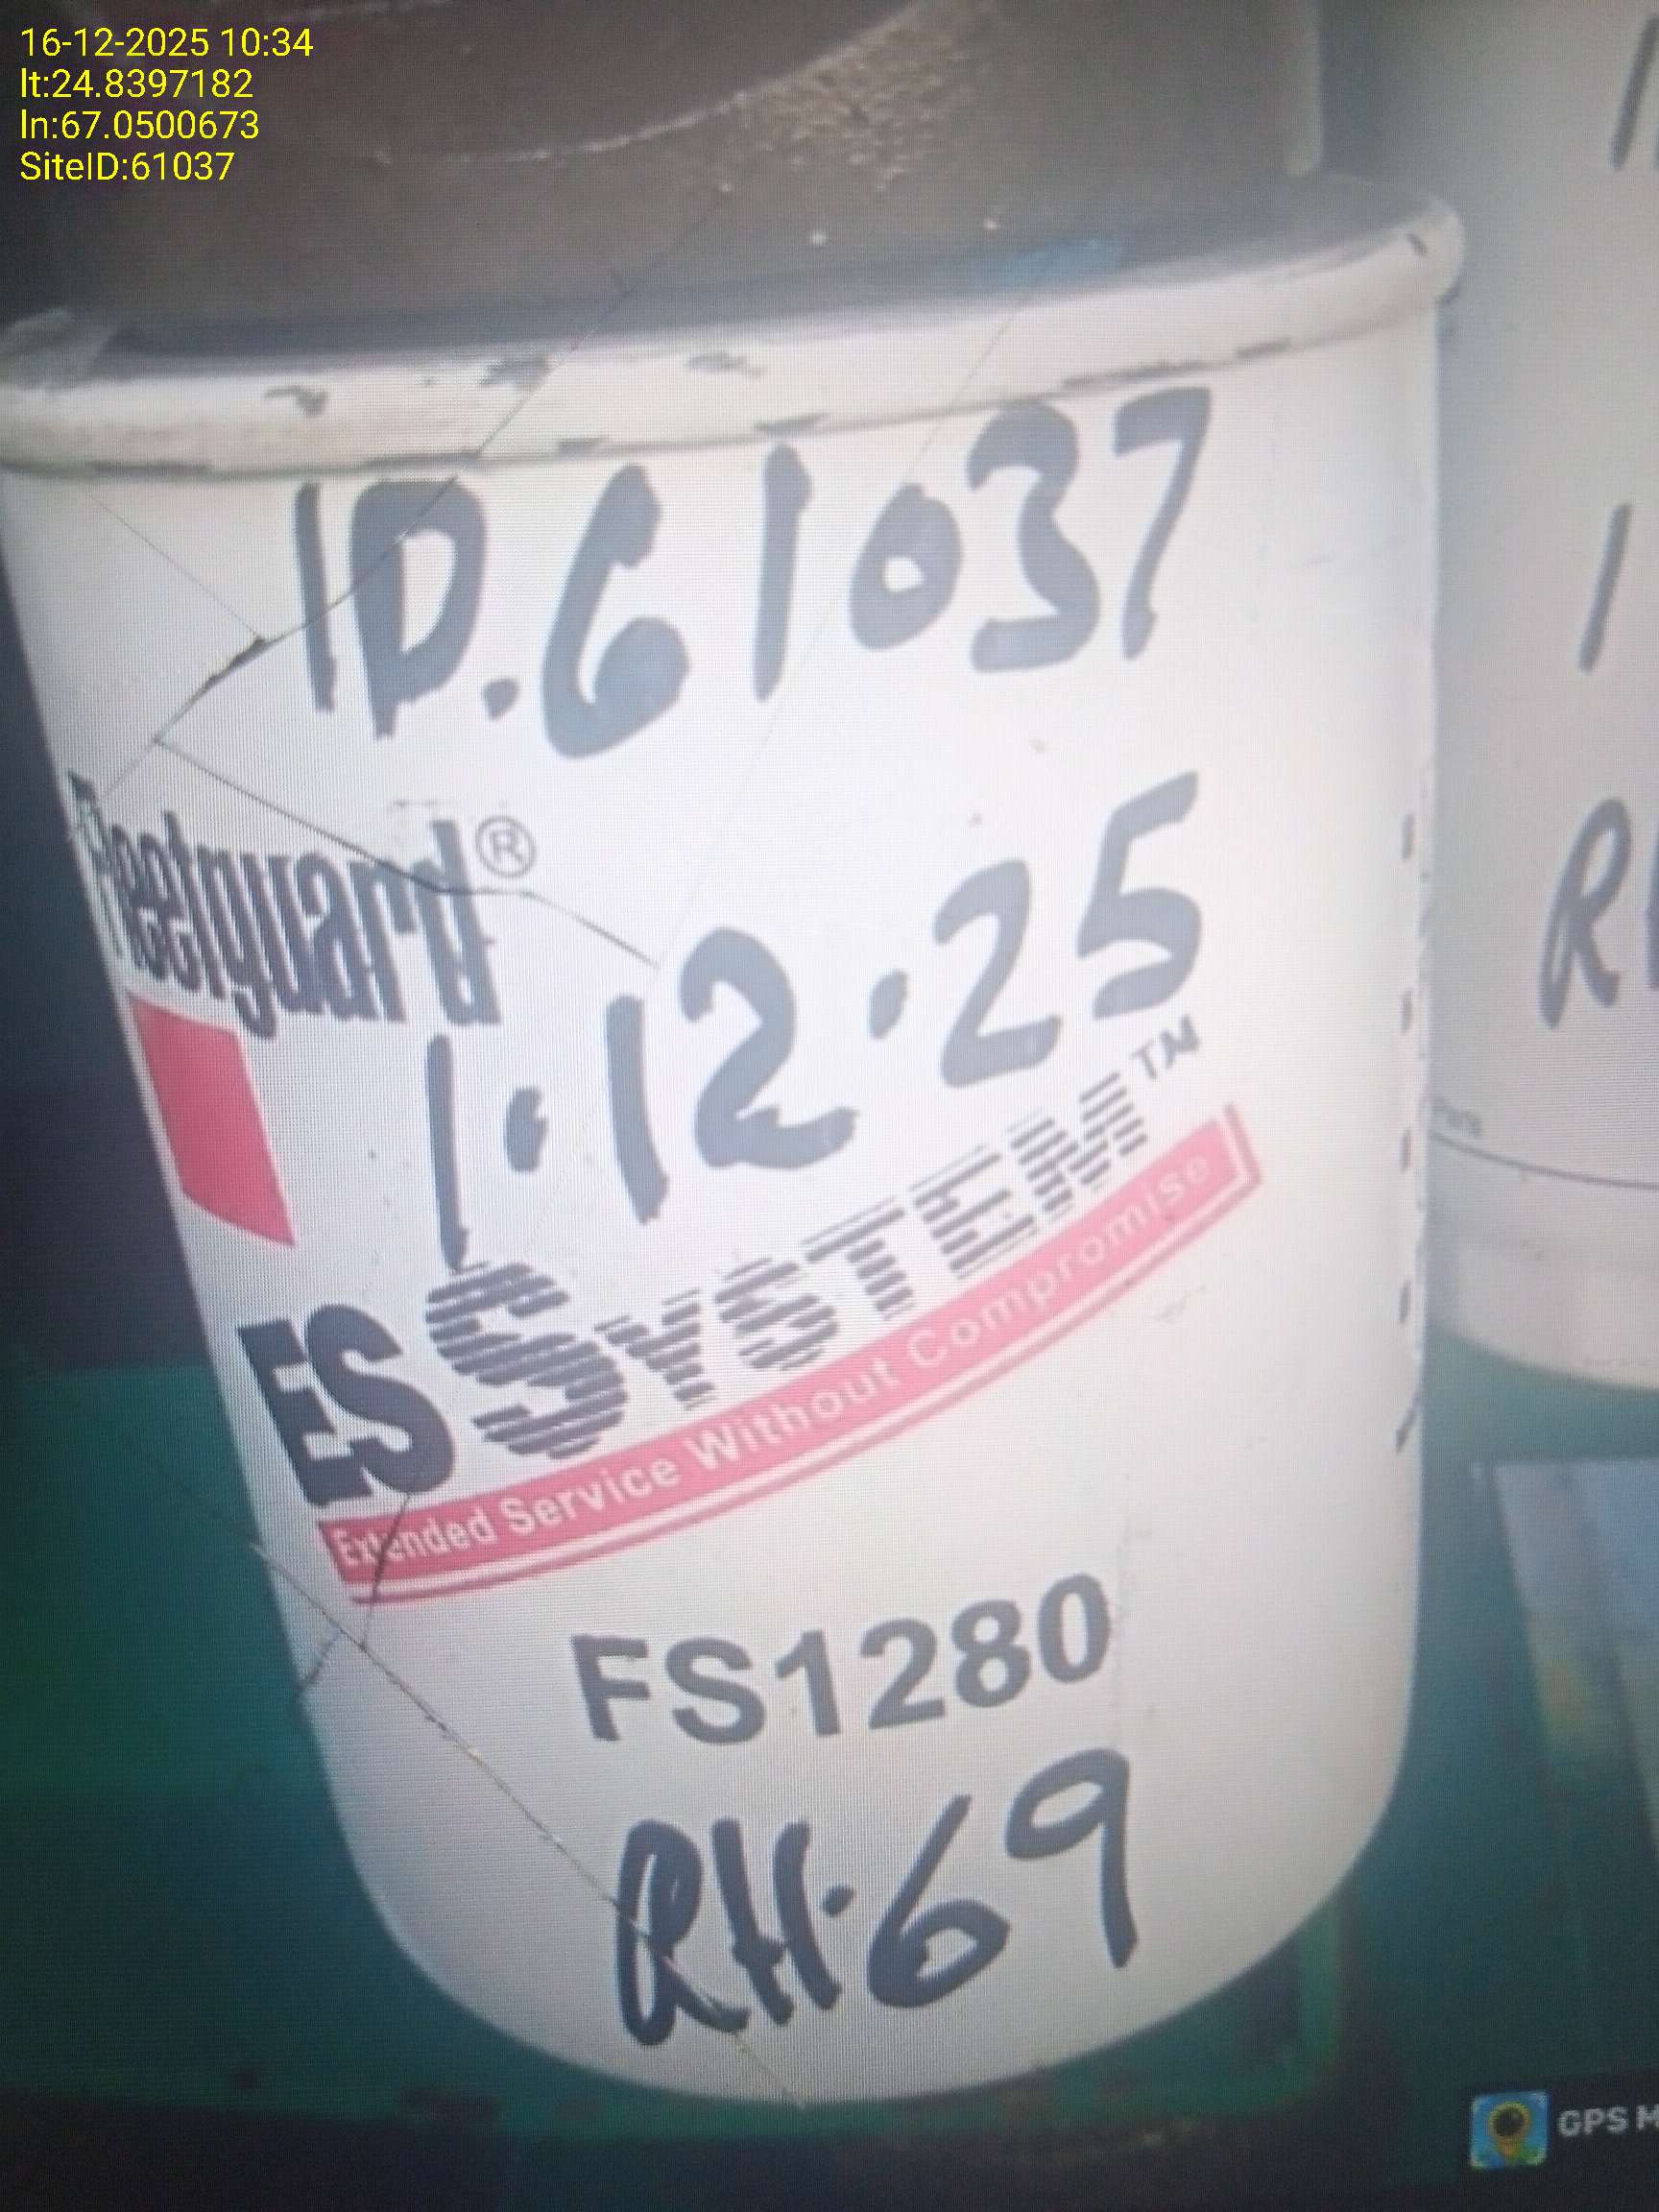 16-12-2025 10:34
lt:24.8397182
ln:67.0500673
SiteID:61037
ID.61037
Fleetguard®
1.12.25
ES SYSTEM™
Extended Service Without Compromise
FS1280
RH.69
GPS